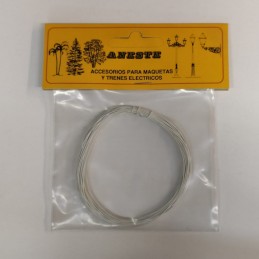 ANESTE
ACCESORIOS PARA MAQUETAS
Y TRENES ELECTRICOS